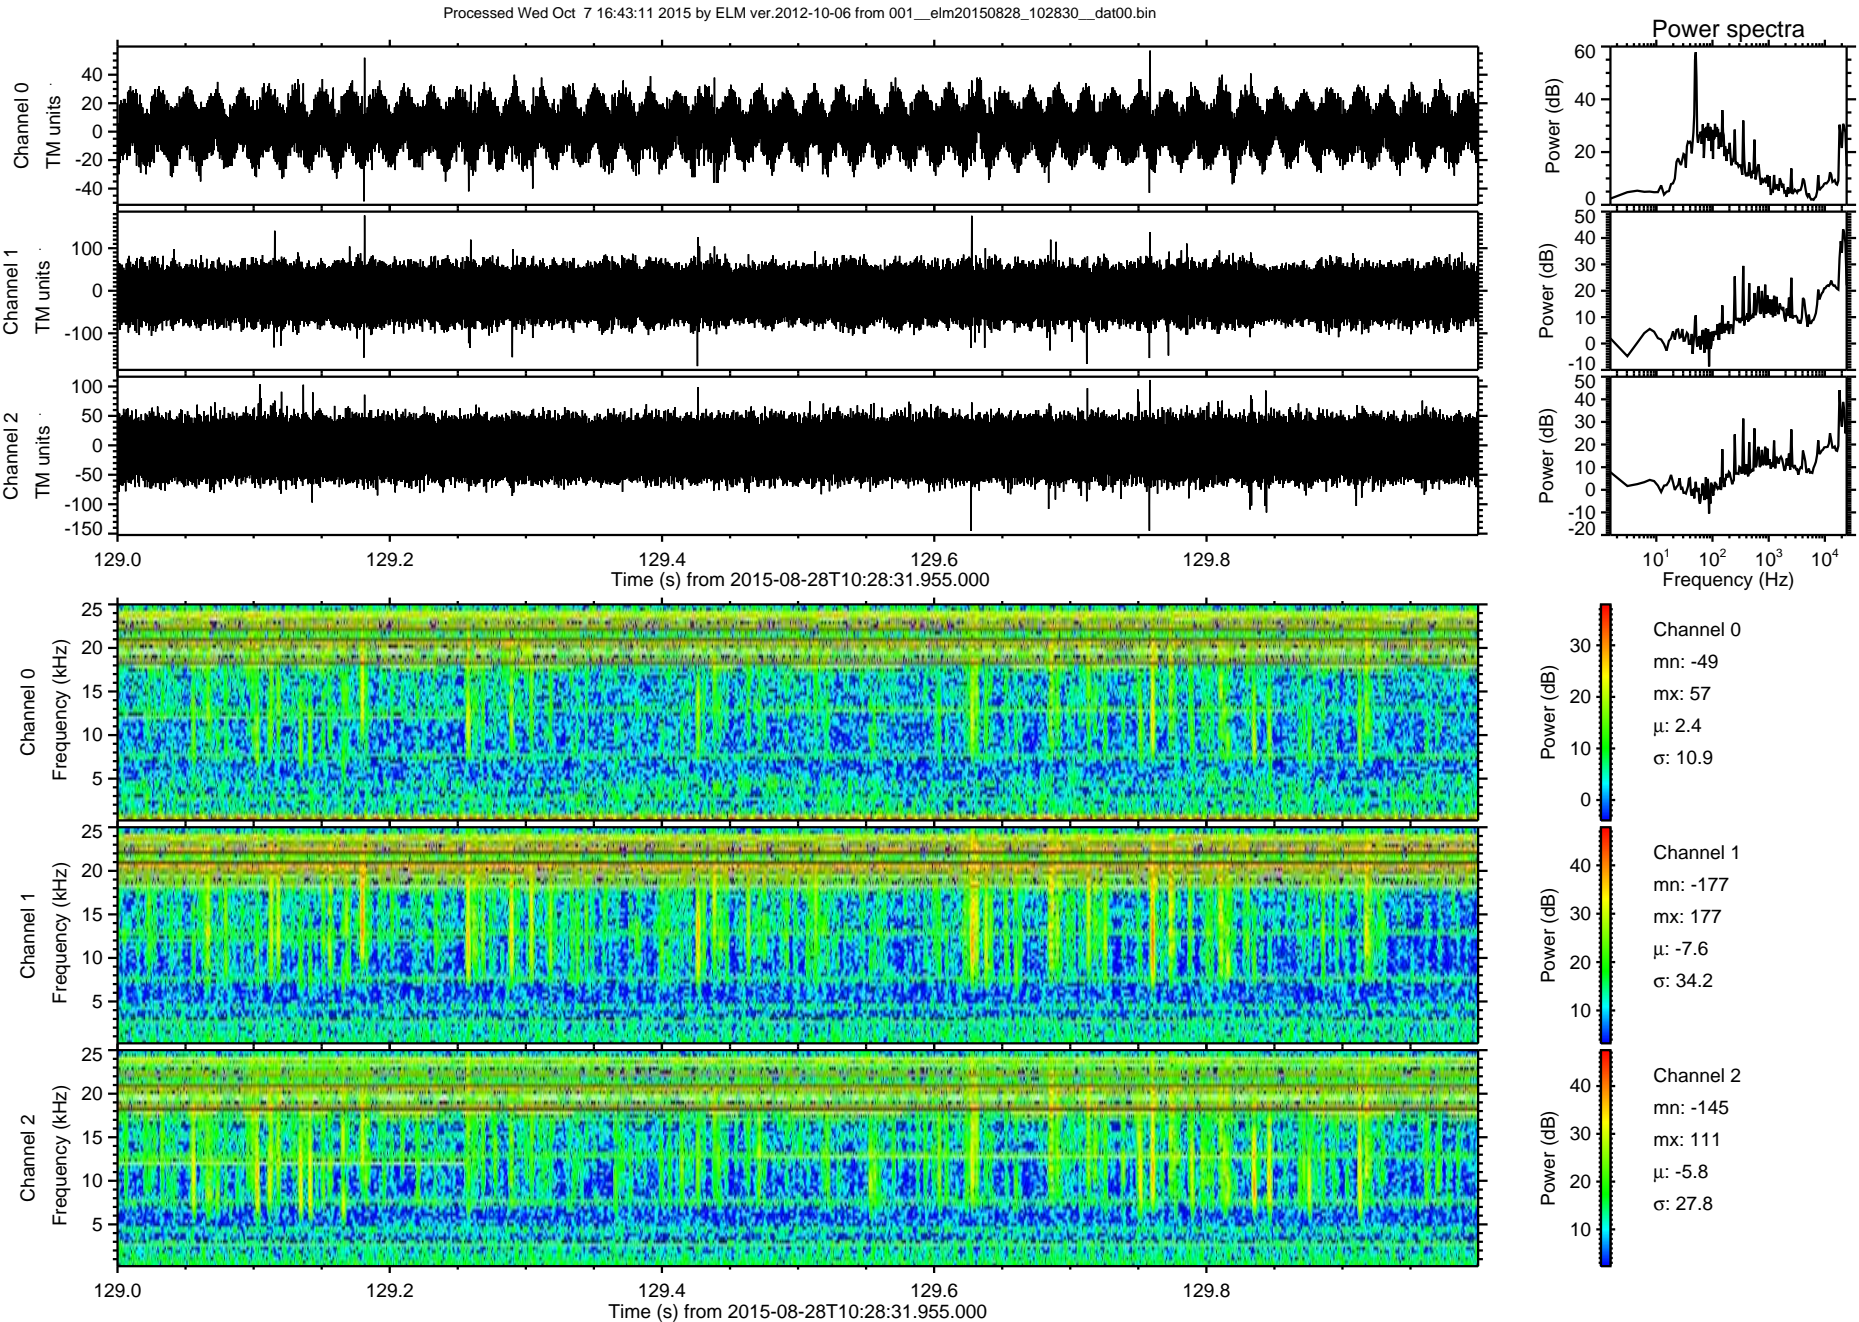 Processed Wed Oct  7 16:43:11 2015 by ELM ver.2012-10-06 from 001__elm20150828_102830__dat00.bin
Power spectra
Channel 0
TM units
40
20
0
-20
-40
Power (dB)
60
40
20
0
Channel 1
TM units
100
0
-100
Power (dB)
50
40
30
20
10
0
-10
Channel 2
TM units
100
50
0
-50
-100
-150
Power (dB)
50
40
30
20
10
0
-10
-20
129.0 129.2 129.4 129.6 129.8
Time (s) from 2015-08-28T10:28:31.955.000
10¹ 10² 10³ 10⁴
Frequency (Hz)
Channel 0
Frequency (kHz)
25
20
15
10
5
Power (dB)
30
20
10
0
Channel 0
mn: -49
mx: 57
μ: 2.4
σ: 10.9
Channel 1
Frequency (kHz)
25
20
15
10
5
Power (dB)
40
30
20
10
Channel 1
mn: -177
mx: 177
μ: -7.6
σ: 34.2
Channel 2
Frequency (kHz)
25
20
15
10
5
Power (dB)
40
30
20
10
Channel 2
mn: -145
mx: 111
μ: -5.8
σ: 27.8
129.0 129.2 129.4 129.6 129.8
Time (s) from 2015-08-28T10:28:31.955.000